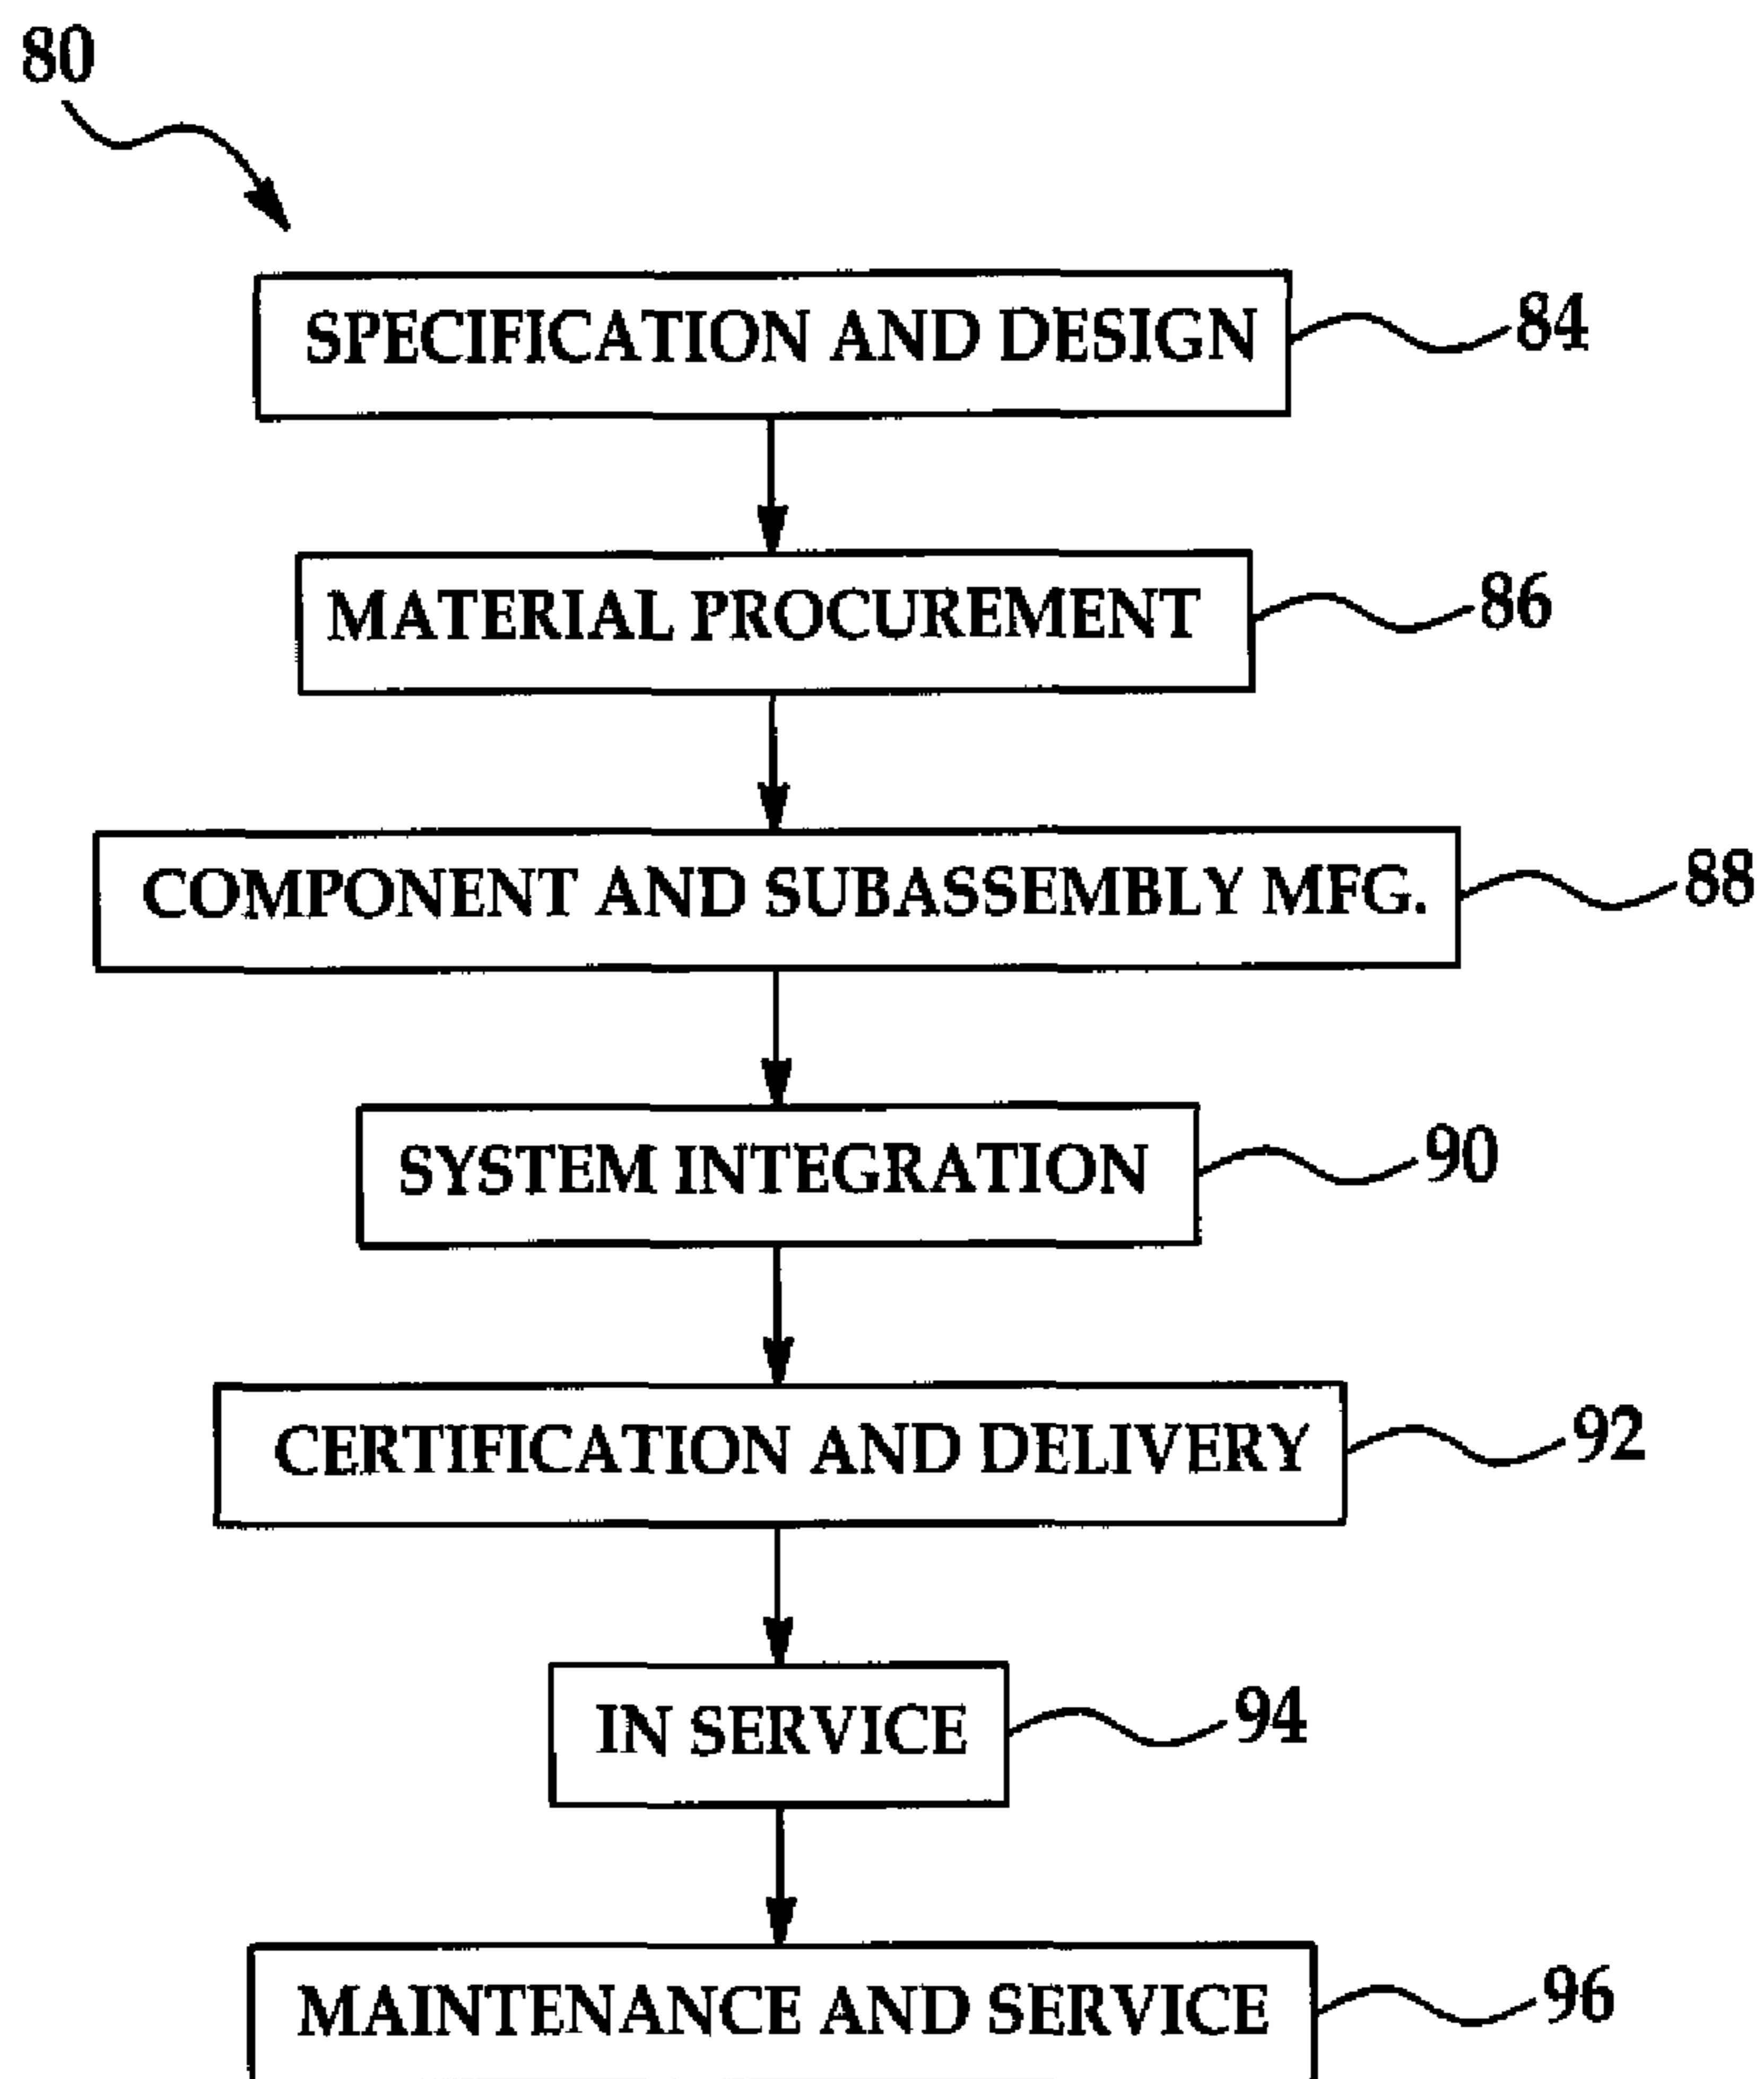 80
SPECIFICATION AND DESIGN 84
MATERIAL PROCUREMENT 86
COMPONENT AND SUBASSEMBLY MFG. 88
SYSTEM INTEGRATION 90
CERTIFICATION AND DELIVERY 92
IN SERVICE 94
MAINTENANCE AND SERVICE 96